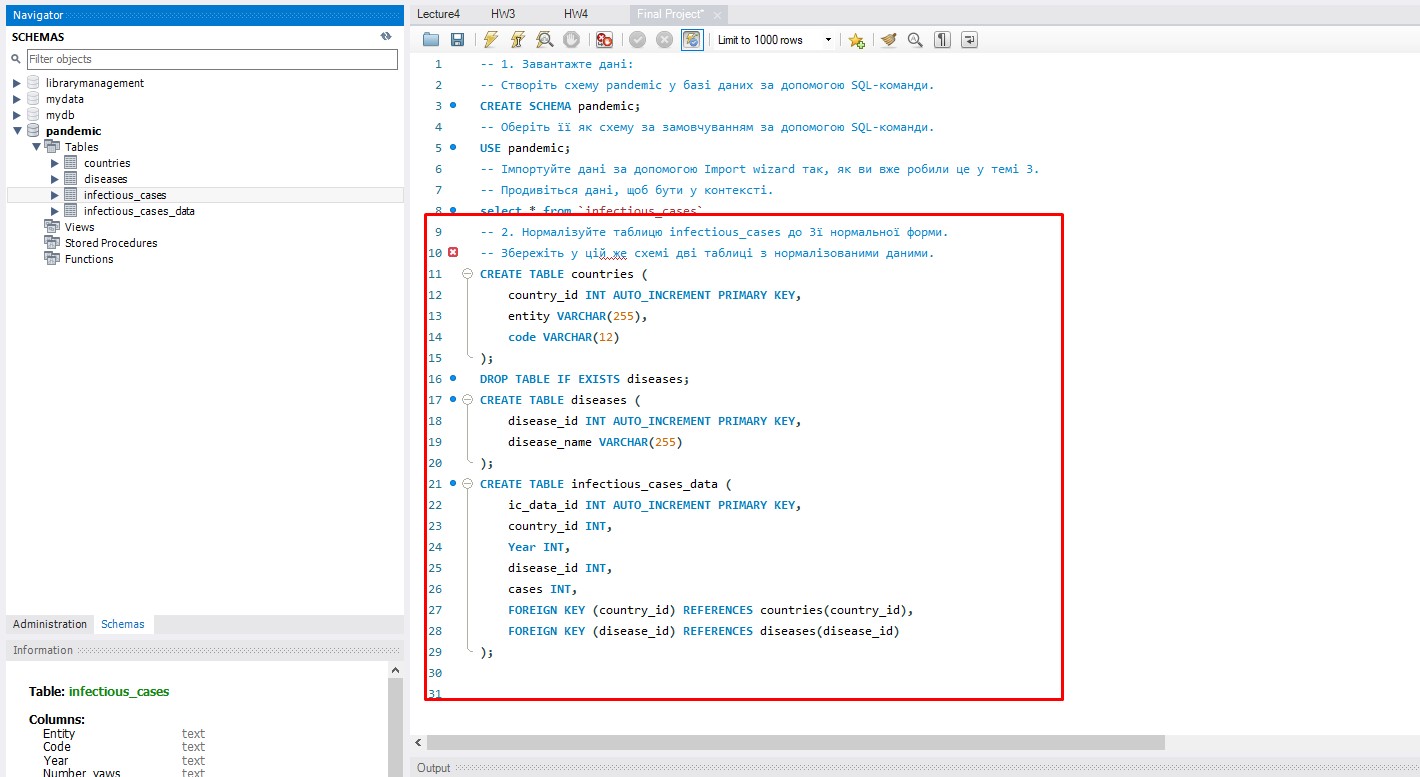 Navigator
SCHEMAS
Filter objects
librarymanagement
mydata
mydb
pandemic
Tables
countries
diseases
infectious_cases
infectious_cases_data
Views
Stored Procedures
Functions
Administration Schemas
Information
Table: infectious_cases
Columns:
Entity text
Code text
Year text
Number_yaws text
Lecture4 HW3 HW4 Final Project* ×
Limit to 1000 rows
1 -- 1. Завантажте дані:
2 -- Створіть схему pandemic у базі даних за допомогою SQL-команди.
3 CREATE SCHEMA pandemic;
4 -- Оберіть її як схему за замовчуванням за допомогою SQL-команди.
5 USE pandemic;
6 -- Імпортуйте дані за допомогою Import wizard так, як ви вже робили це у темі 3.
7 -- Продивіться дані, щоб бути у контексті.
8 select * from `infectious_cases`
9 -- 2. Нормалізуйте таблицю infectious_cases до 3ї нормальної форми.
10 -- Збережіть у цій же схемі дві таблиці з нормалізованими даними.
11 CREATE TABLE countries (
12 country_id INT AUTO_INCREMENT PRIMARY KEY,
13 entity VARCHAR(255),
14 code VARCHAR(12)
15 );
16 DROP TABLE IF EXISTS diseases;
17 CREATE TABLE diseases (
18 disease_id INT AUTO_INCREMENT PRIMARY KEY,
19 disease_name VARCHAR(255)
20 );
21 CREATE TABLE infectious_cases_data (
22 ic_data_id INT AUTO_INCREMENT PRIMARY KEY,
23 country_id INT,
24 Year INT,
25 disease_id INT,
26 cases INT,
27 FOREIGN KEY (country_id) REFERENCES countries(country_id),
28 FOREIGN KEY (disease_id) REFERENCES diseases(disease_id)
29 );
30
31
Output